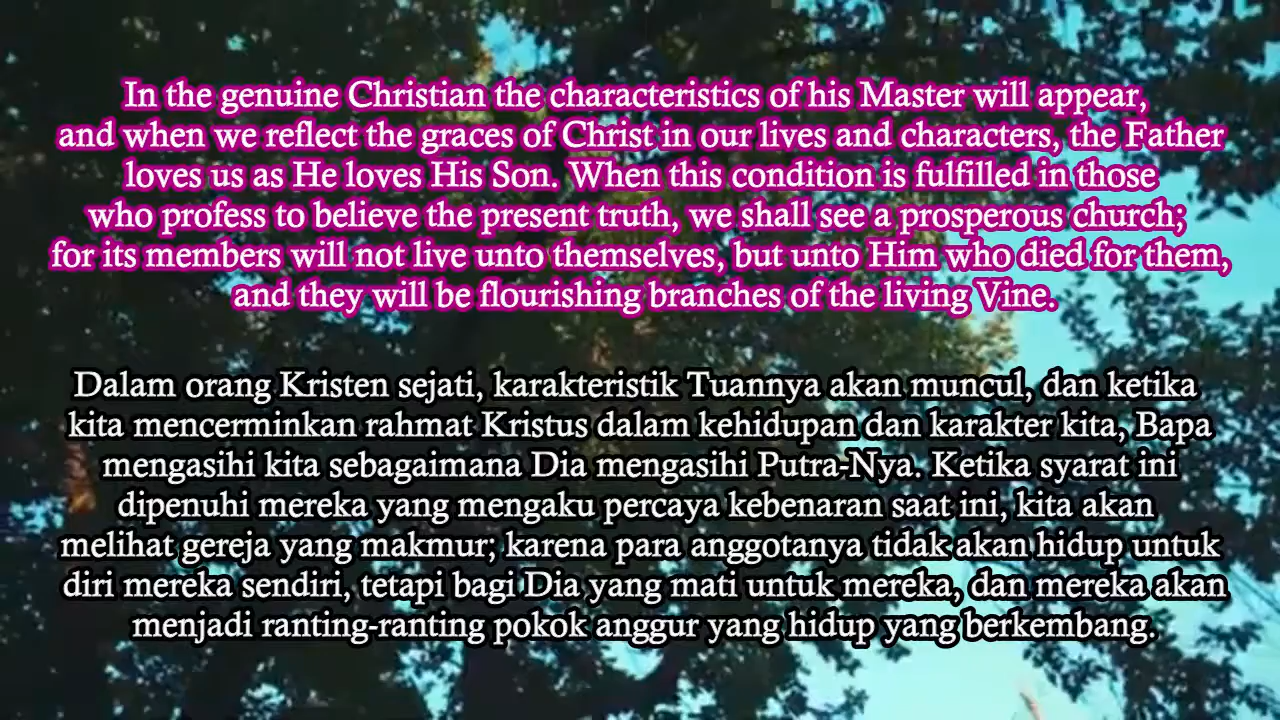 In the genuine Christian the characteristics of his Master will appear,
and when we reflect the graces of Christ in our lives and characters, the Father
loves us as He loves His Son. When this condition is fulfilled in those
who profess to believe the present truth, we shall see a prosperous church;
for its members will not live unto themselves, but unto Him who died for them,
and they will be flourishing branches of the living Vine.
Dalam orang Kristen sejati, karakteristik Tuannya akan muncul, dan ketika
kita mencerminkan rahmat Kristus dalam kehidupan dan karakter kita, Bapa
mengasihi kita sebagaimana Dia mengasihi Putra-Nya. Ketika syarat ini
dipenuhi mereka yang mengaku percaya kebenaran saat ini, kita akan
melihat gereja yang makmur; karena para anggotanya tidak akan hidup untuk
diri mereka sendiri, tetapi bagi Dia yang mati untuk mereka, dan mereka akan
menjadi ranting-ranting pokok anggur yang hidup yang berkembang.